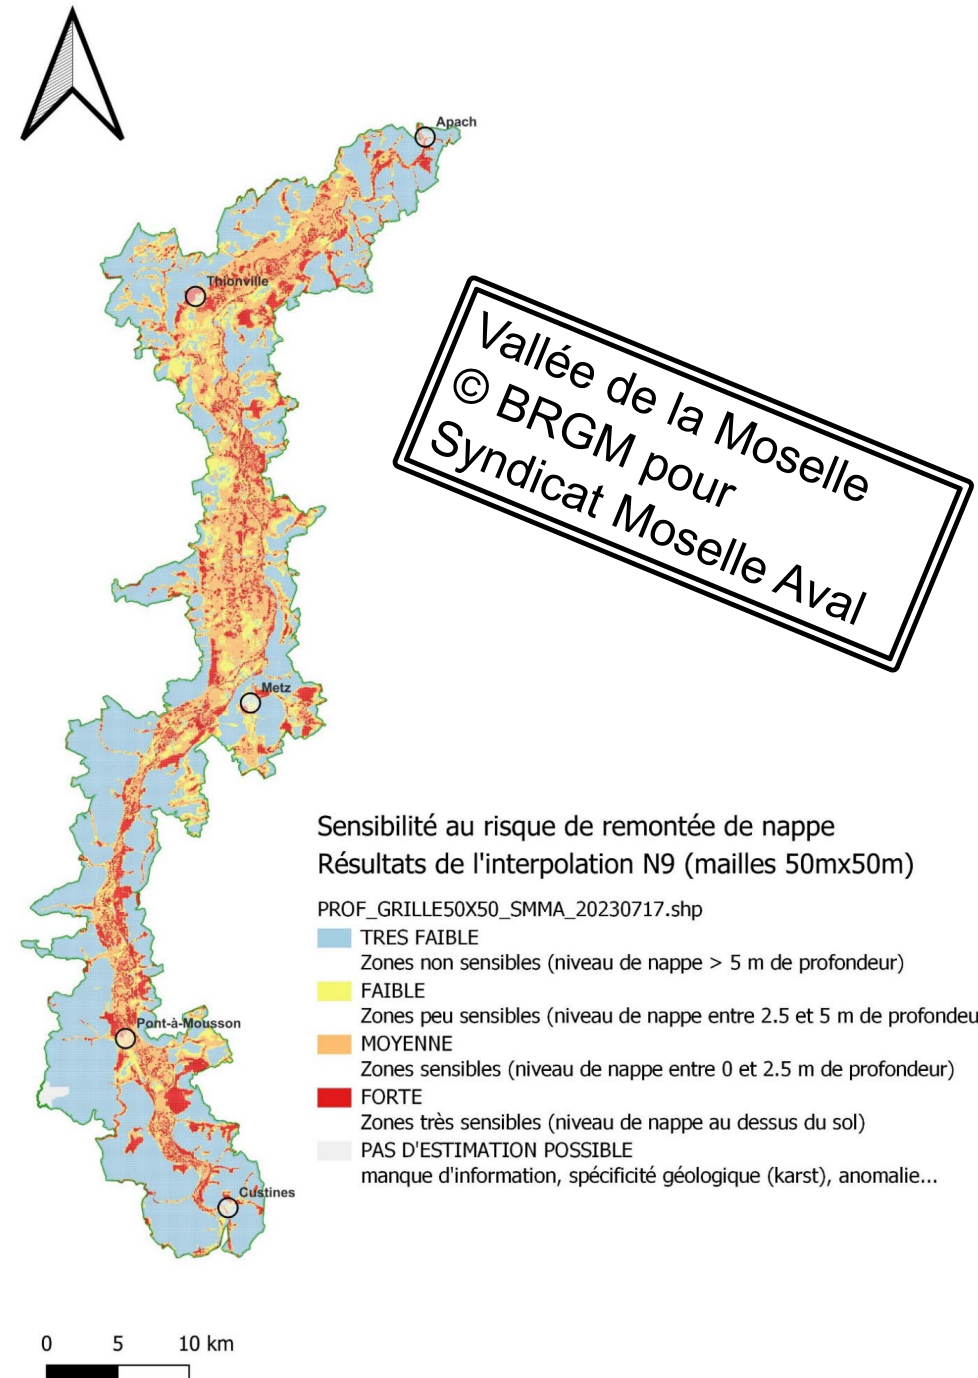 Apach
Thionville
Vallée de la Moselle
© BRGM pour
Syndicat Moselle Aval
Metz
Sensibilité au risque de remontée de nappe
Résultats de l'interpolation N9 (mailles 50mx50m)
PROF_GRILLE50X50_SMMA_20230717.shp
TRES FAIBLE
Zones non sensibles (niveau de nappe > 5 m de profondeur)
FAIBLE
Zones peu sensibles (niveau de nappe entre 2.5 et 5 m de profondeu
Pont-à-Mousson
MOYENNE
Zones sensibles (niveau de nappe entre 0 et 2.5 m de profondeur)
FORTE
Zones très sensibles (niveau de nappe au dessus du sol)
PAS D'ESTIMATION POSSIBLE
manque d'information, spécificité géologique (karst), anomalie...
Custines
0 5 10 km